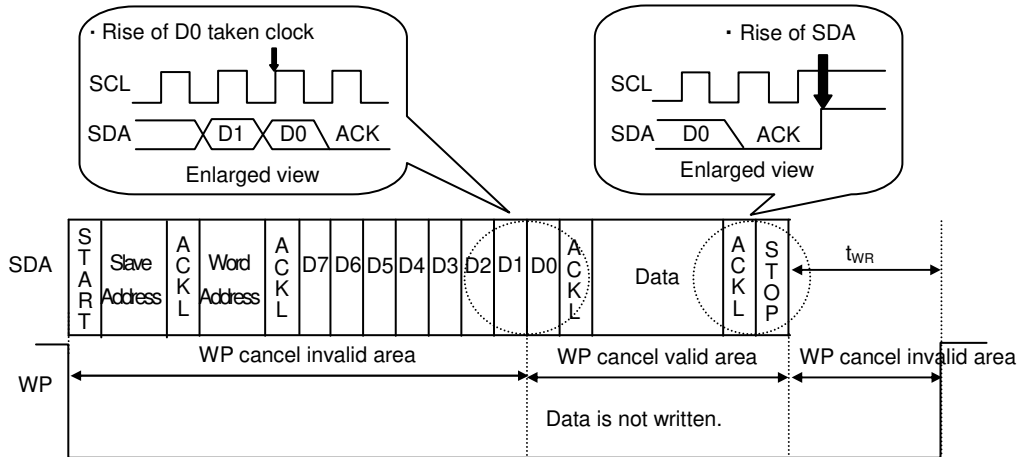 ・Rise of D0 taken clock
SCL
SDA
D1
D0
ACK
Enlarged view
・Rise of SDA
SCL
SDA
D0
ACK
Enlarged view
SDA
START
Slave
Address
ACKL
Word
Address
ACKL
D7
D6
D5
D4
D3
D2
D1
D0
ACKL
Data
ACKL
STOP
tWR
WP
WP cancel invalid area
WP cancel valid area
WP cancel invalid area
Data is not written.